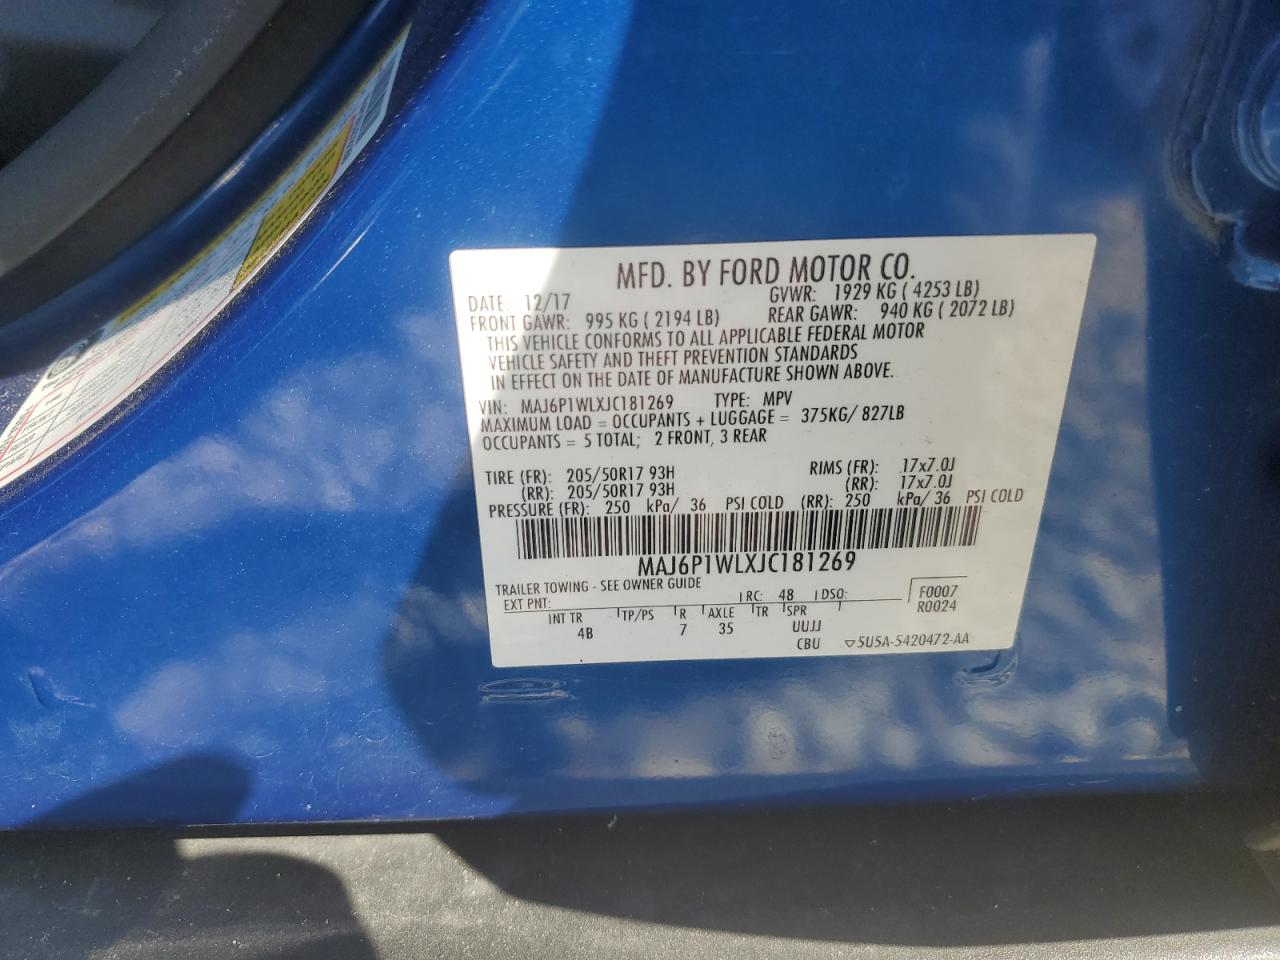 MFD. BY FORD MOTOR CO.
DATE: 12/17 GVWR: 1929 KG ( 4253 LB)
FRONT GAWR: 995 KG ( 2194 LB) REAR GAWR: 940 KG ( 2072 LB)
THIS VEHICLE CONFORMS TO ALL APPLICABLE FEDERAL MOTOR
VEHICLE SAFETY AND THEFT PREVENTION STANDARDS
IN EFFECT ON THE DATE OF MANUFACTURE SHOWN ABOVE.
VIN: MAJ6P1WLXJC181269 TYPE: MPV
MAXIMUM LOAD = OCCUPANTS + LUGGAGE = 375KG/ 827LB
OCCUPANTS = 5 TOTAL; 2 FRONT, 3 REAR
TIRE (FR): 205/50R17 93H RIMS (FR): 17x7.0J
(RR): 205/50R17 93H (RR): 17x7.0J
PRESSURE (FR): 250 kPa/ 36 PSI COLD (RR): 250 kPa/ 36 PSI COLD
MAJ6P1WLXJC181269
TRAILER TOWING - SEE OWNER GUIDE
EXT PNT: RC: 48 DSO: F0007
R0024
INT TR TP/PS R AXLE TR SPR
4B 7 35 UUJJ
CBU 5U5A-5420472-AA